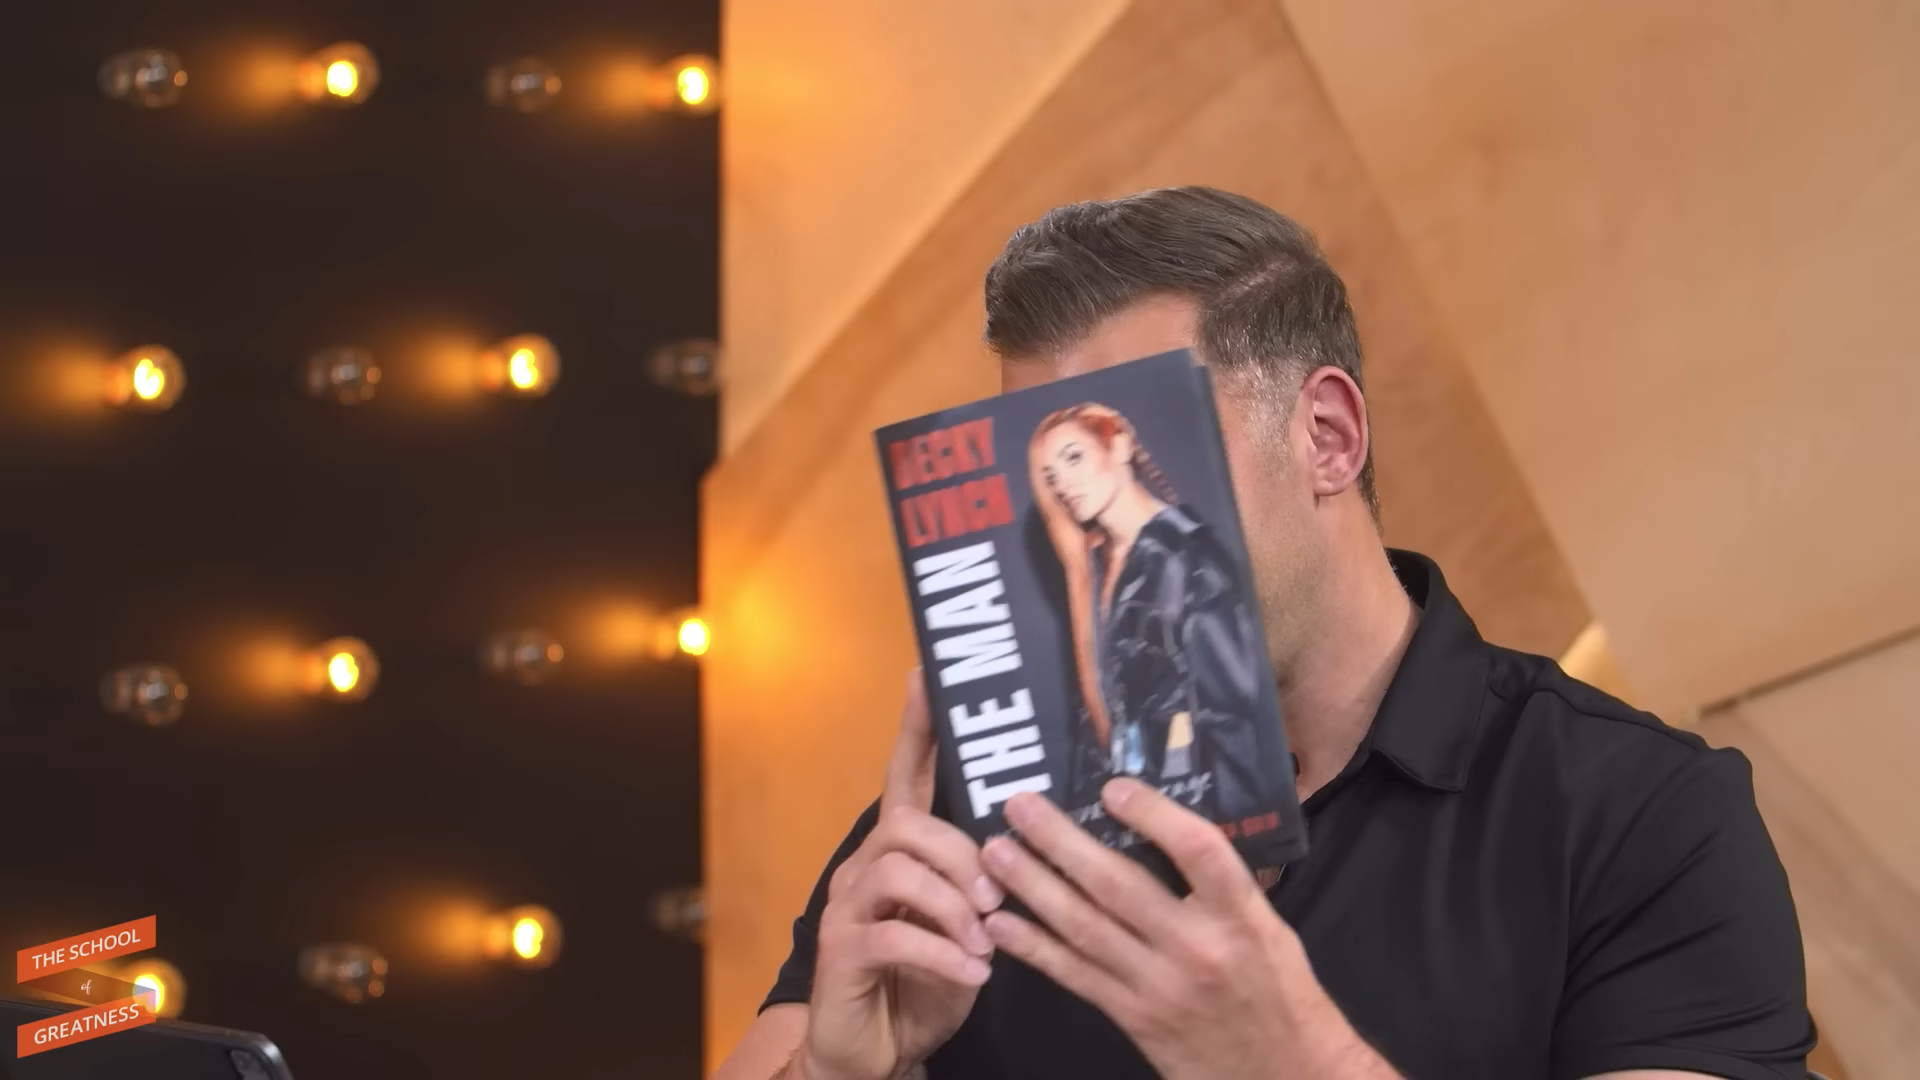 BECKY
LYNCH
THE MAN
THE SCHOOL
of
GREATNESS